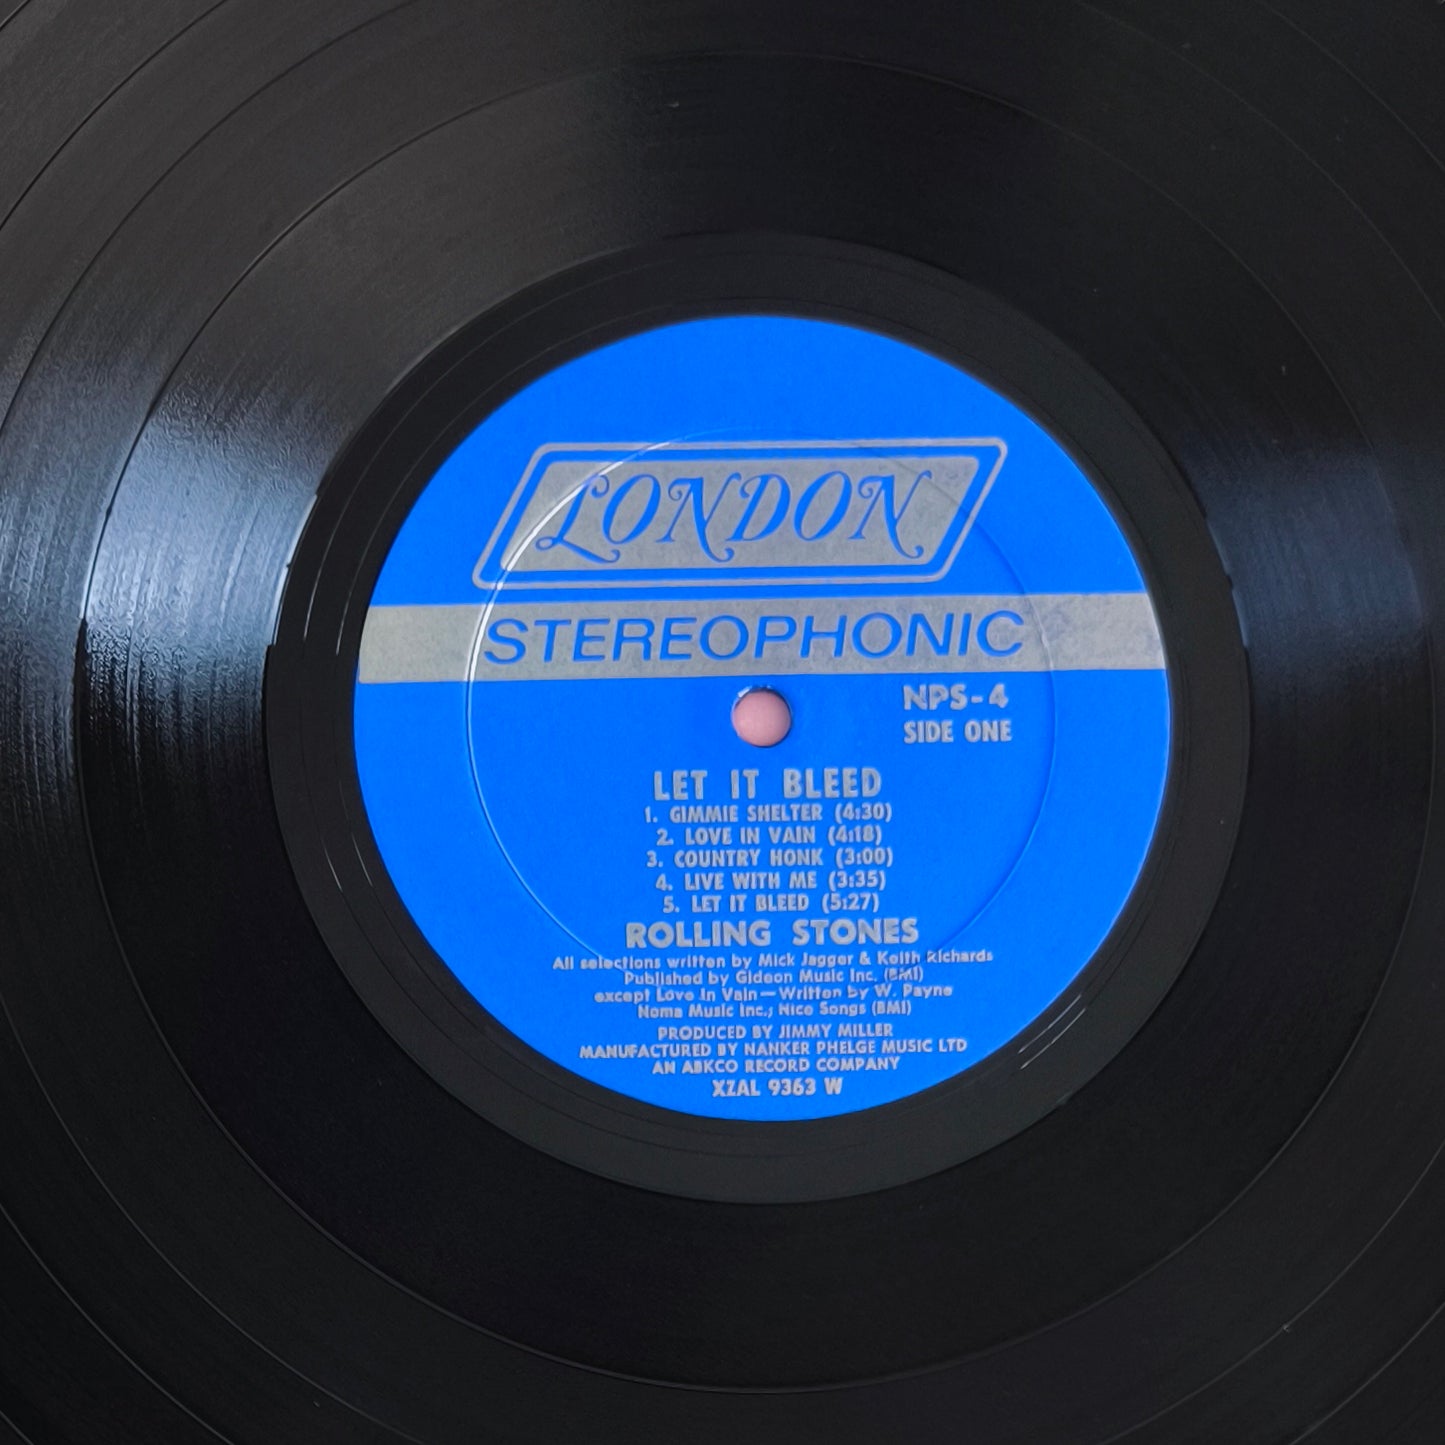 LONDON
STEREOPHONIC
NPS-4
SIDE ONE
LET IT BLEED
1. GIMMIE SHELTER (4:30)
2. LOVE IN VAIN (4:18)
3. COUNTRY HONK (3:00)
4. LIVE WITH ME (3:35)
5. LET IT BLEED (5:27)
ROLLING STONES
All selections written by Mick Jagger & Keith Richards
Published by Gideon Music Inc. (BMI)
except Love In Vain—Written by W. Payne
Noma Music Inc.; Nice Songs (BMI)
PRODUCED BY JIMMY MILLER
MANUFACTURED BY NANKER PHELGE MUSIC LTD
AN ABKCO RECORD COMPANY
XZAL 9363 W